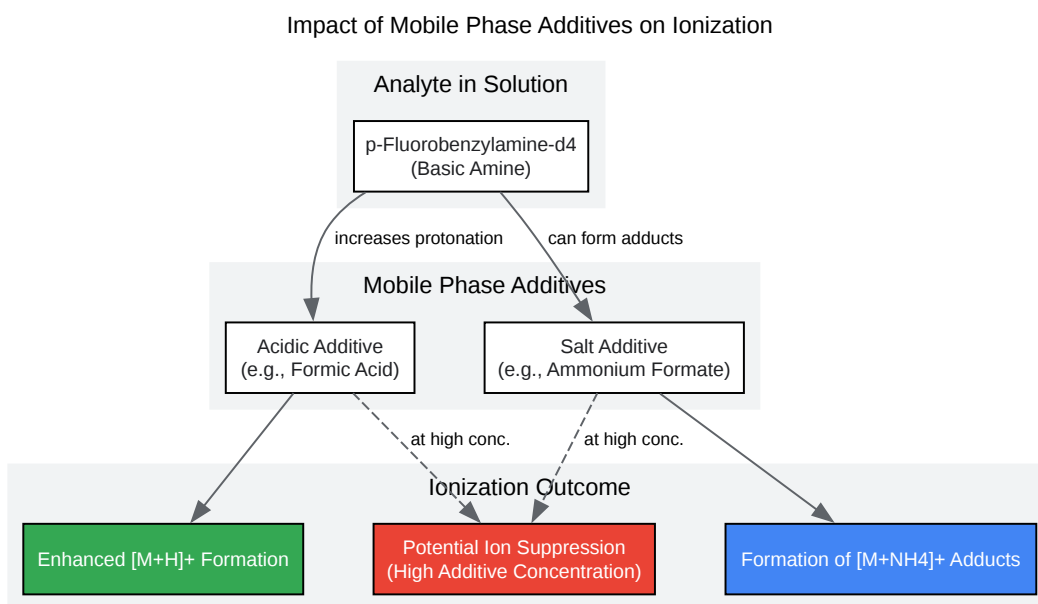 Impact of Mobile Phase Additives on Ionization
Analyte in Solution
p-Fluorobenzylamine-d4
(Basic Amine)
increases protonation
can form adducts
Mobile Phase Additives
Acidic Additive
(e.g., Formic Acid)
Salt Additive
(e.g., Ammonium Formate)
at high conc.
at high conc.
Ionization Outcome
Enhanced [M+H]+ Formation
Potential Ion Suppression
(High Additive Concentration)
Formation of [M+NH4]+ Adducts